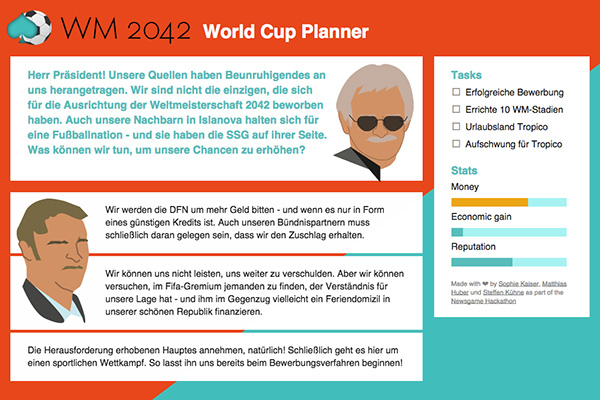 WM 2042 World Cup Planner
Herr Präsident! Unsere Quellen haben Beunruhigendes an
uns herangetragen. Wir sind nicht die einzigen, die sich
für die Ausrichtung der Weltmeisterschaft 2042 beworben
haben. Auch unsere Nachbarn in Islanova halten sich für
eine Fußballnation - und sie haben die SSG auf ihrer Seite.
Was können wir tun, um unsere Chancen zu erhöhen?
Wir werden die DFN um mehr Geld bitten - und wenn es nur in Form
eines günstigen Kredits ist. Auch unseren Bündnispartnern muss
schließlich daran gelegen sein, dass wir den Zuschlag erhalten.
Wir können uns nicht leisten, uns weiter zu verschulden. Aber wir können
versuchen, im Fifa-Gremium jemanden zu finden, der Verständnis für
unsere Lage hat - und ihm im Gegenzug vielleicht ein Feriendomizil in
unserer schönen Republik finanzieren.
Die Herausforderung erhobenen Hauptes annehmen, natürlich! Schließlich geht es hier um
einen sportlichen Wettkampf. So lasst ihn uns bereits beim Bewerbungsverfahren beginnen!
Tasks
Erfolgreiche Bewerbung
Errichte 10 WM-Stadien
Urlaubsland Tropico
Aufschwung für Tropico
Stats
Money
Economic gain
Reputation
Made with ❤ by Sophie Kaiser, Matthias
Huber und Steffen Kühne as part of the
Newsgame Hackathon